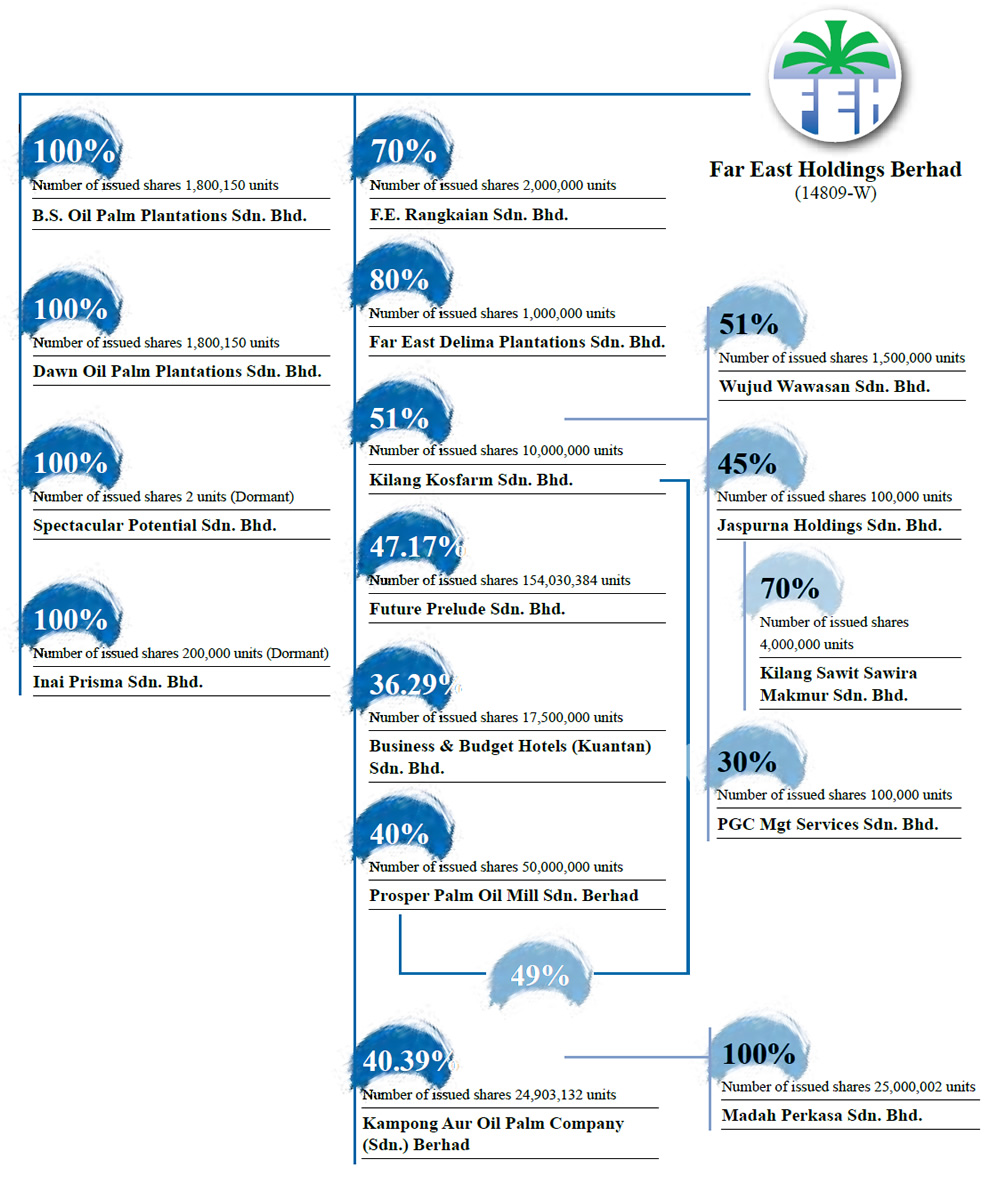 FEH
Far East Holdings Berhad
(14809-W)
100%
Number of issued shares 1,800,150 units
B.S. Oil Palm Plantations Sdn. Bhd.
100%
Number of issued shares 1,800,150 units
Dawn Oil Palm Plantations Sdn. Bhd.
100%
Number of issued shares 2 units (Dormant)
Spectacular Potential Sdn. Bhd.
100%
Number of issued shares 200,000 units (Dormant)
Inai Prisma Sdn. Bhd.
70%
Number of issued shares 2,000,000 units
F.E. Rangkaian Sdn. Bhd.
80%
Number of issued shares 1,000,000 units
Far East Delima Plantations Sdn. Bhd.
51%
Number of issued shares 10,000,000 units
Kilang Kosfarm Sdn. Bhd.
47.17%
Number of issued shares 154,030,384 units
Future Prelude Sdn. Bhd.
36.29%
Number of issued shares 17,500,000 units
Business & Budget Hotels (Kuantan)
Sdn. Bhd.
40%
Number of issued shares 50,000,000 units
Prosper Palm Oil Mill Sdn. Berhad
49%
40.39%
Number of issued shares 24,903,132 units
Kampong Aur Oil Palm Company
(Sdn.) Berhad
51%
Number of issued shares 1,500,000 units
Wujud Wawasan Sdn. Bhd.
45%
Number of issued shares 100,000 units
Jaspurna Holdings Sdn. Bhd.
70%
Number of issued shares
4,000,000 units
Kilang Sawit Sawira
Makmur Sdn. Bhd.
30%
Number of issued shares 100,000 units
PGC Mgt Services Sdn. Bhd.
100%
Number of issued shares 25,000,002 units
Madah Perkasa Sdn. Bhd.